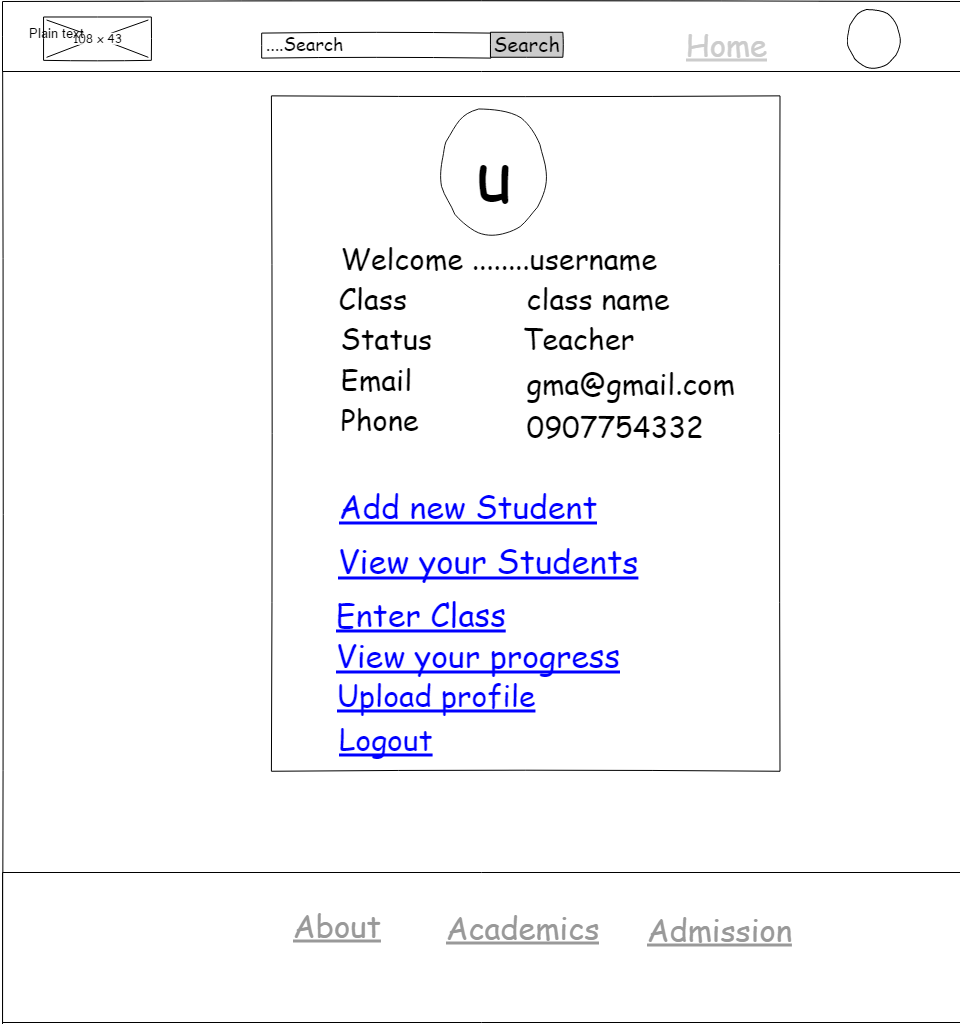 Plain text
108 x 43
....Search Search
Home
u
Welcome ........username
Class class name
Status Teacher
Email gma@gmail.com
Phone 0907754332
Add new Student
View your Students
Enter Class
View your progress
Upload profile
Logout
About Academics Admission